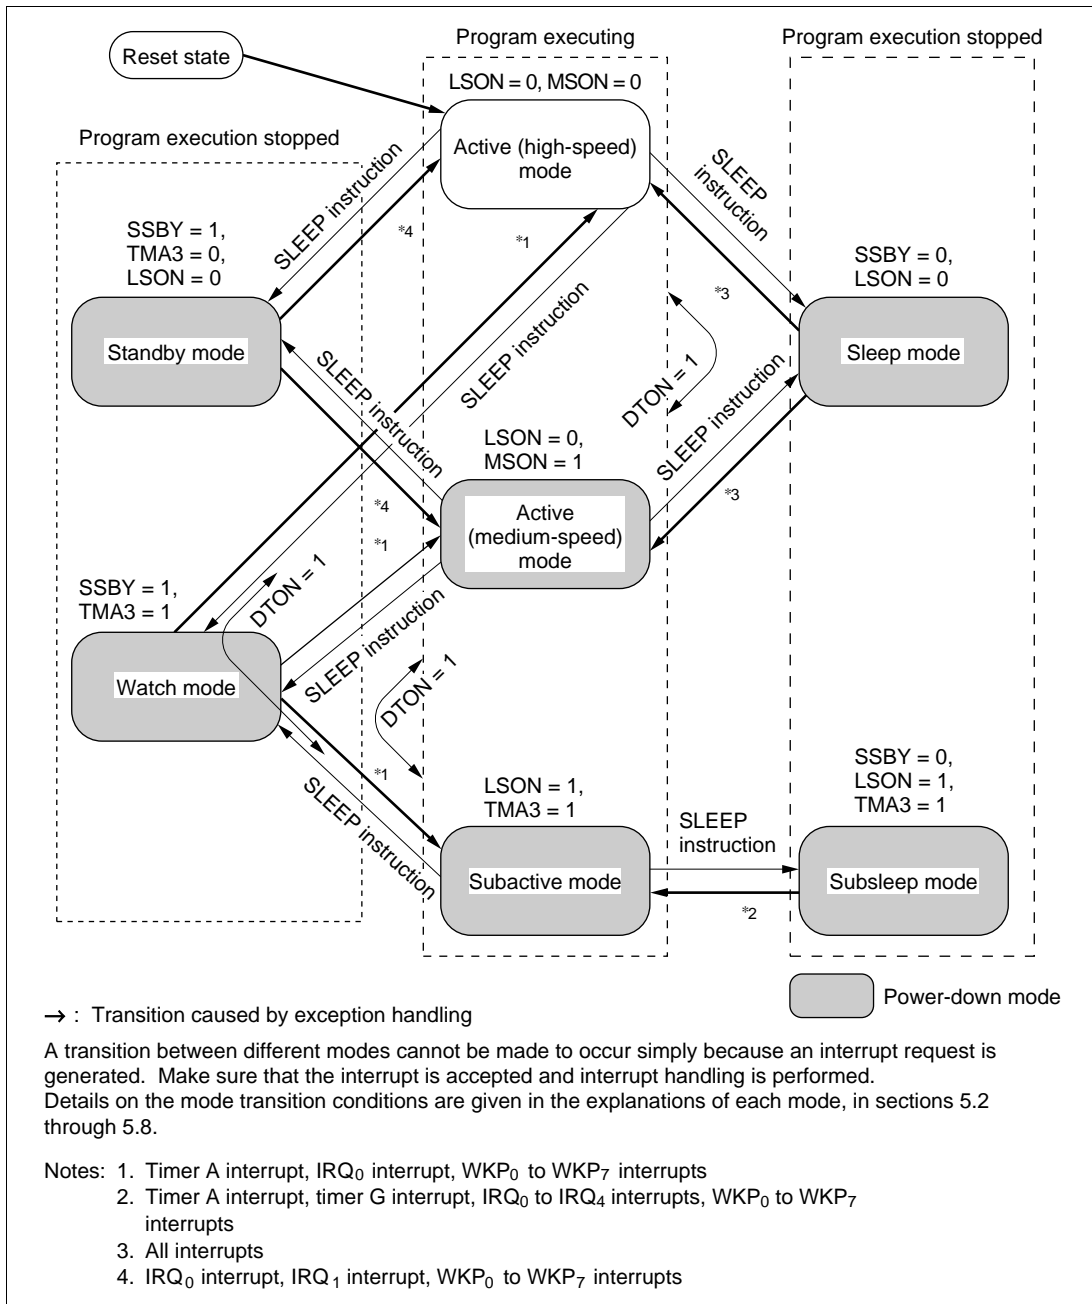 Reset state
Program executing
Program execution stopped
LSON = 0, MSON = 0
Active (high-speed)
mode
Program execution stopped
SLEEP instruction
*4
*1
SLEEP
instruction
SSBY = 1,
TMA3 = 0,
LSON = 0
SSBY = 0,
LSON = 0
*3
Standby mode
SLEEP instruction
SLEEP instruction
DTON = 1
Sleep mode
SLEEP instruction
LSON = 0,
MSON = 1
*4
*1
Active
(medium-speed)
mode
*3
SSBY = 1,
TMA3 = 1
DTON = 1
SLEEP instruction
Watch mode
DTON = 1
*1
SLEEP instruction
LSON = 1,
TMA3 = 1
SSBY = 0,
LSON = 1,
TMA3 = 1
SLEEP
instruction
Subactive mode
Subsleep mode
*2
Power-down mode
→ : Transition caused by exception handling
A transition between different modes cannot be made to occur simply because an interrupt request is
generated. Make sure that the interrupt is accepted and interrupt handling is performed.
Details on the mode transition conditions are given in the explanations of each mode, in sections 5.2
through 5.8.
Notes: 1. Timer A interrupt, IRQ0 interrupt, WKP0 to WKP7 interrupts
2. Timer A interrupt, timer G interrupt, IRQ0 to IRQ4 interrupts, WKP0 to WKP7
interrupts
3. All interrupts
4. IRQ0 interrupt, IRQ1 interrupt, WKP0 to WKP7 interrupts